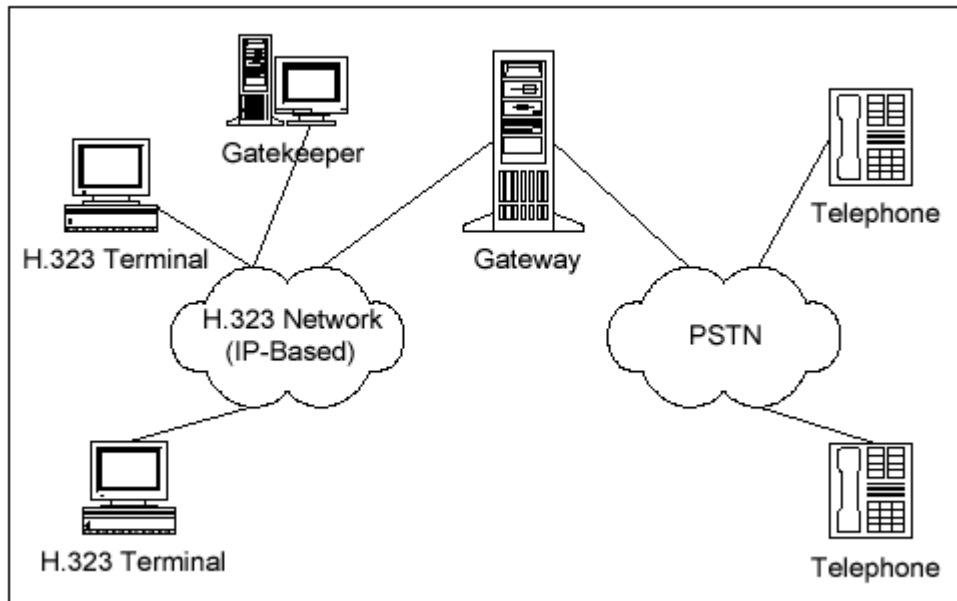 Gatekeeper
H.323 Terminal
Gateway
Telephone
H.323 Network
(IP-Based)
PSTN
H.323 Terminal
Telephone